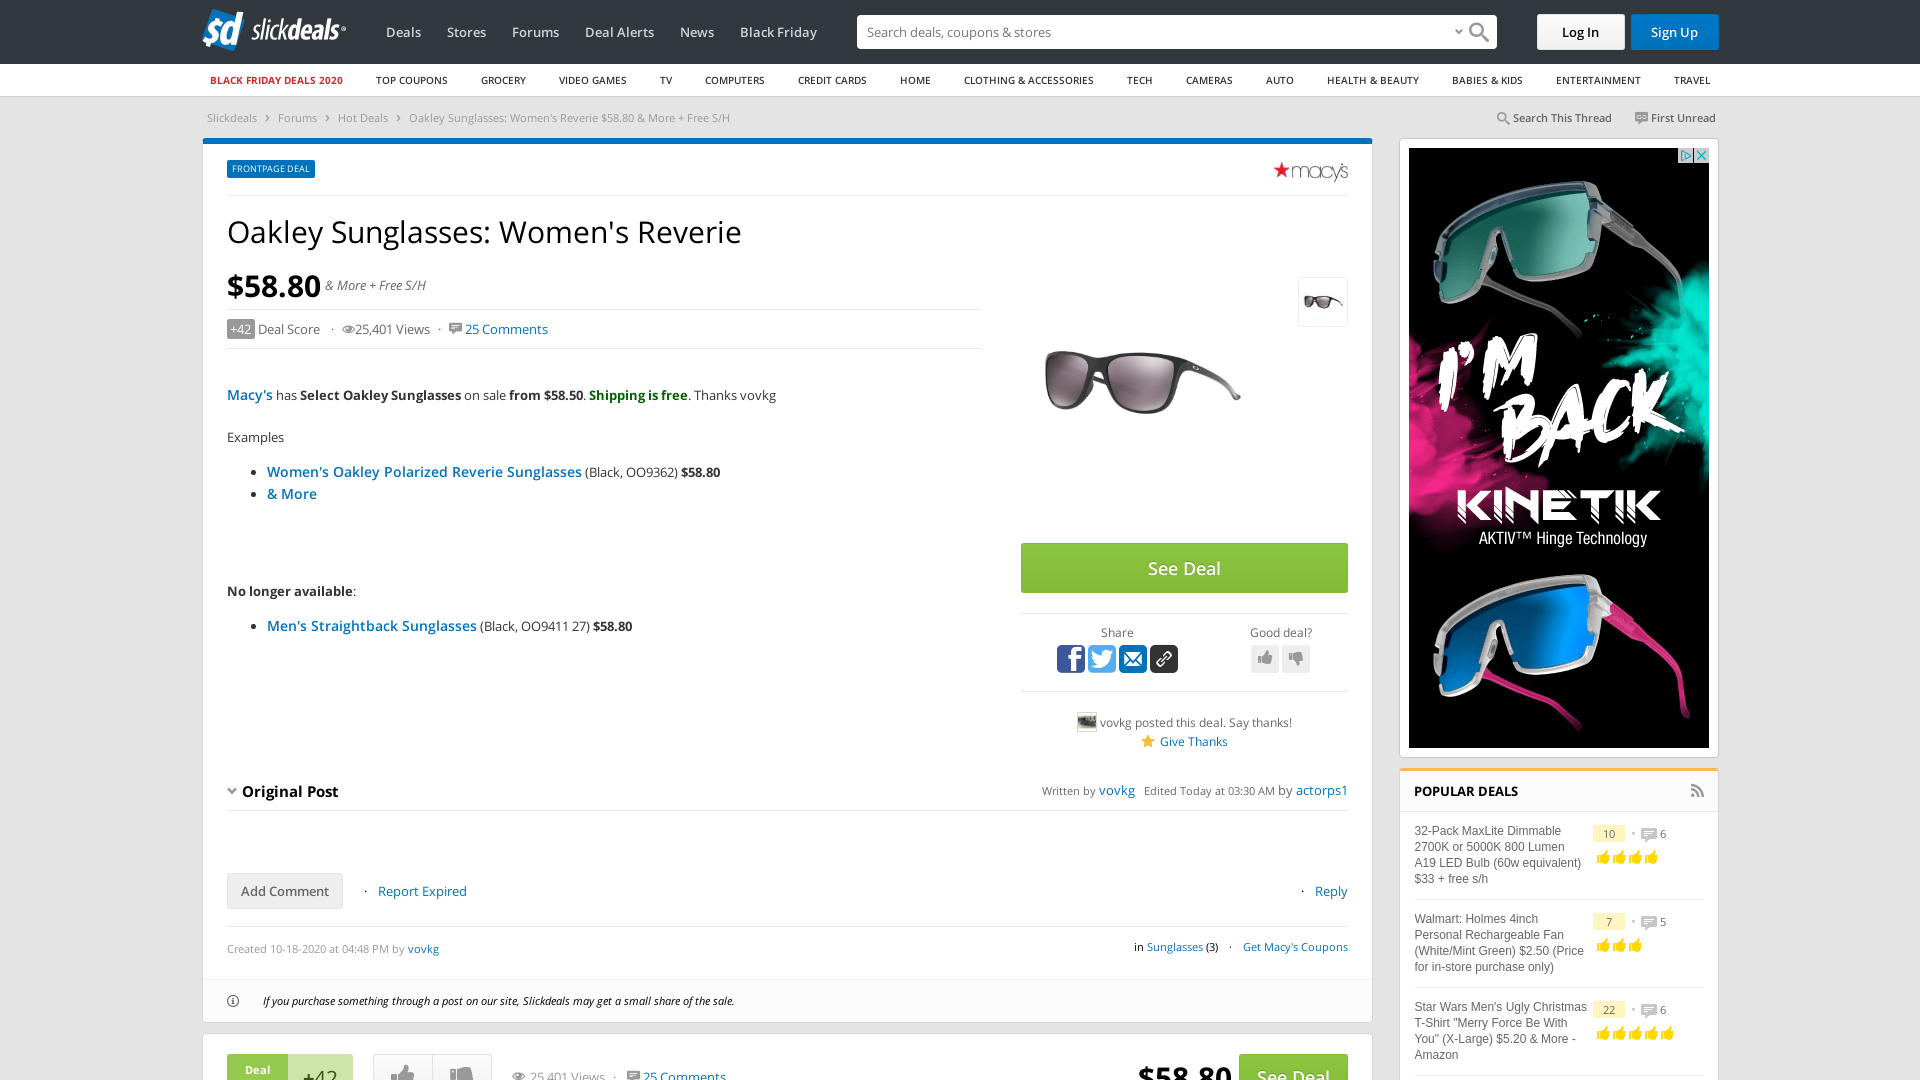 slickdeals
Deals
Stores
Forums
Deal Alerts
News
Black Friday
Search deals, coupons & stores
Log In
Sign Up
BLACK FRIDAY DEALS 2020
TOP COUPONS
GROCERY
VIDEO GAMES
TV
COMPUTERS
CREDIT CARDS
HOME
CLOTHING & ACCESSORIES
TECH
CAMERAS
AUTO
HEALTH & BEAUTY
BABIES & KIDS
ENTERTAINMENT
TRAVEL
Slickdeals > Forums > Hot Deals > Oakley Sunglasses: Women's Reverie $58.80 & More + Free S/H
Search This Thread
First Unread
FRONTPAGE DEAL
★macy's
Oakley Sunglasses: Women's Reverie
$58.80 & More + Free S/H
+42 Deal Score · 25,401 Views · 25 Comments
Macy's has Select Oakley Sunglasses on sale from $58.50. Shipping is free. Thanks vovkg
Examples
Women's Oakley Polarized Reverie Sunglasses (Black, OO9362) $58.80
& More
No longer available:
Men's Straightback Sunglasses (Black, OO9411 27) $58.80
See Deal
Share
Good deal?
vovkg posted this deal. Say thanks!
Give Thanks
Original Post
Written by vovkg Edited Today at 03:30 AM by actorps1
Add Comment
· Report Expired
· Reply
Created 10-18-2020 at 04:48 PM by vovkg
in Sunglasses (3) · Get Macy's Coupons
If you purchase something through a post on our site, Slickdeals may get a small share of the sale.
Deal
+42
25,401 Views · 25 Comments
$58.80
See Deal
I'M
BACK
KINETIK
AKTIV™ Hinge Technology
POPULAR DEALS
32-Pack MaxLite Dimmable
2700K or 5000K 800 Lumen
A19 LED Bulb (60w equivalent)
$33 + free s/h
10 • 6
Walmart: Holmes 4inch
Personal Rechargeable Fan
(White/Mint Green) $2.50 (Price
for in-store purchase only)
7 • 5
Star Wars Men's Ugly Christmas
T-Shirt "Merry Force Be With
You" (X-Large) $5.20 & More -
Amazon
22 • 6